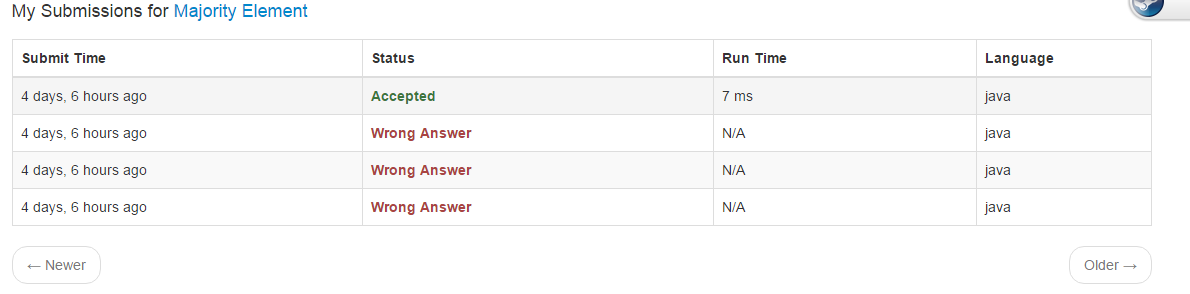 My Submissions for Majority Element
Submit Time Status Run Time Language
4 days, 6 hours ago Accepted 7 ms java
4 days, 6 hours ago Wrong Answer N/A java
4 days, 6 hours ago Wrong Answer N/A java
4 days, 6 hours ago Wrong Answer N/A java
← Newer Older →